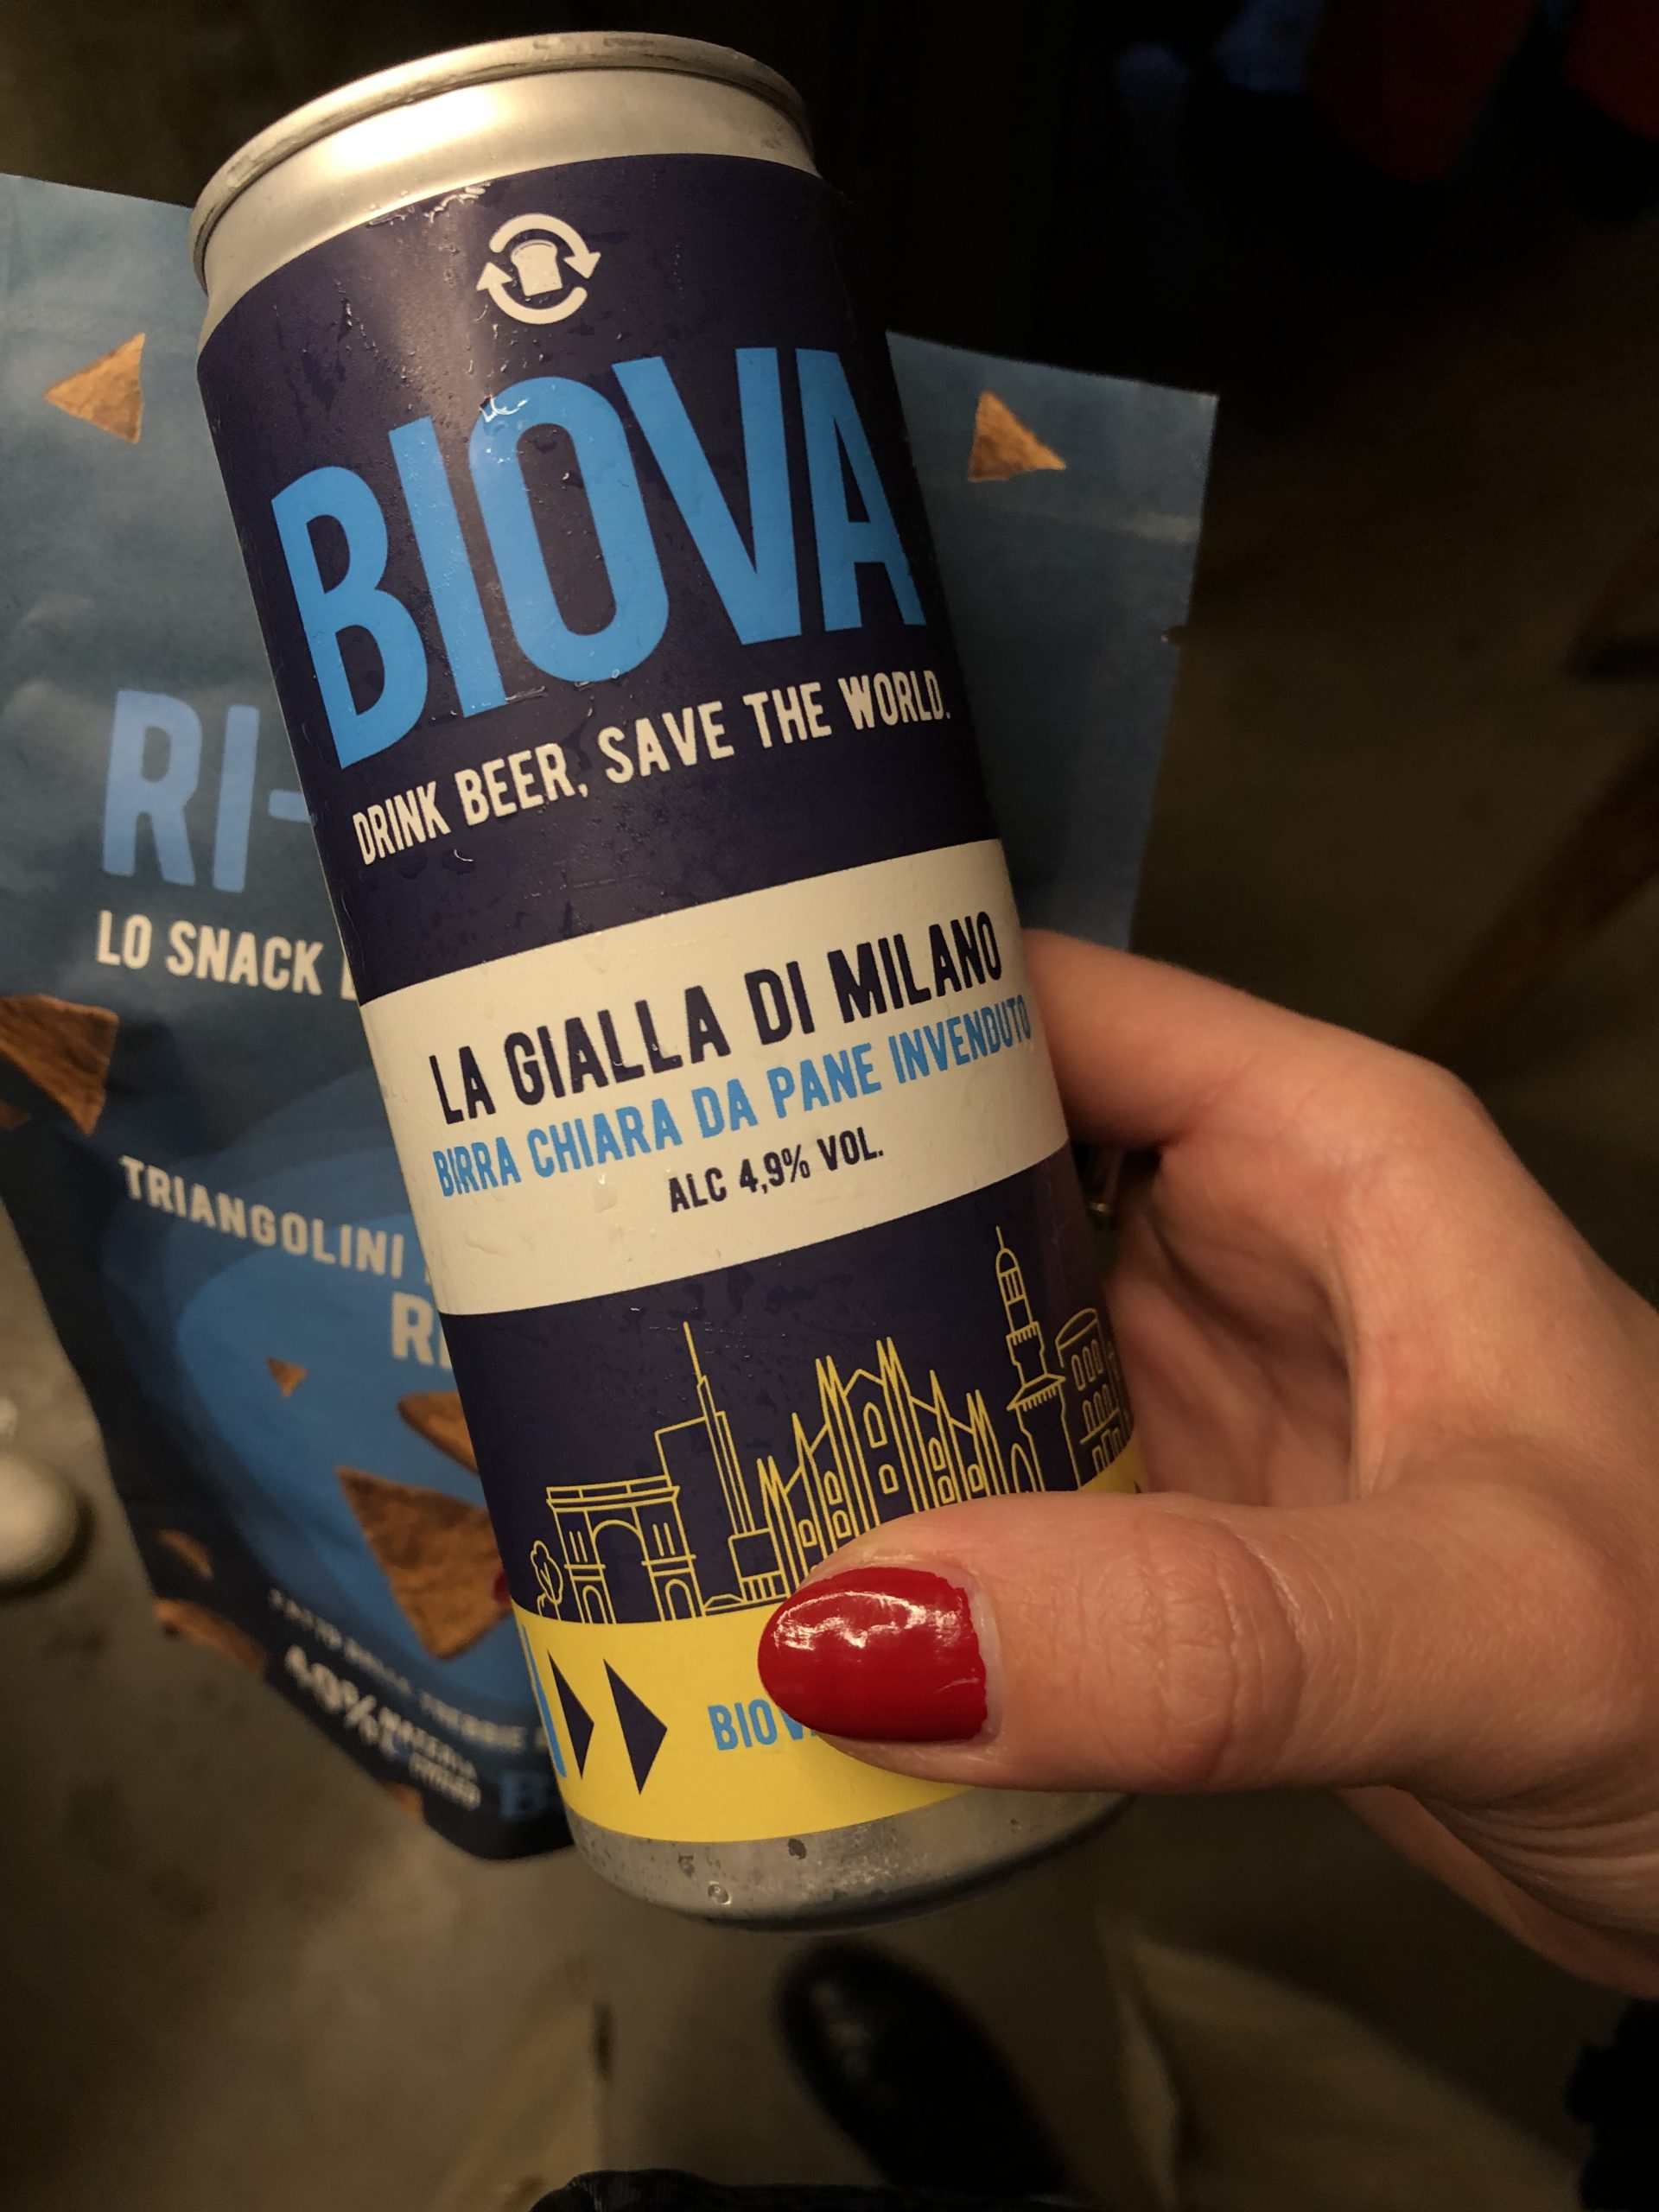 BIOVA
DRINK BEER, SAVE THE WORLD.
LA GIALLA DI MILANO
BIRRA CHIARA DA PANE INVENDUTO
ALC 4,9% VOL.
RI-
LO SNACK
TRIANGOLINI